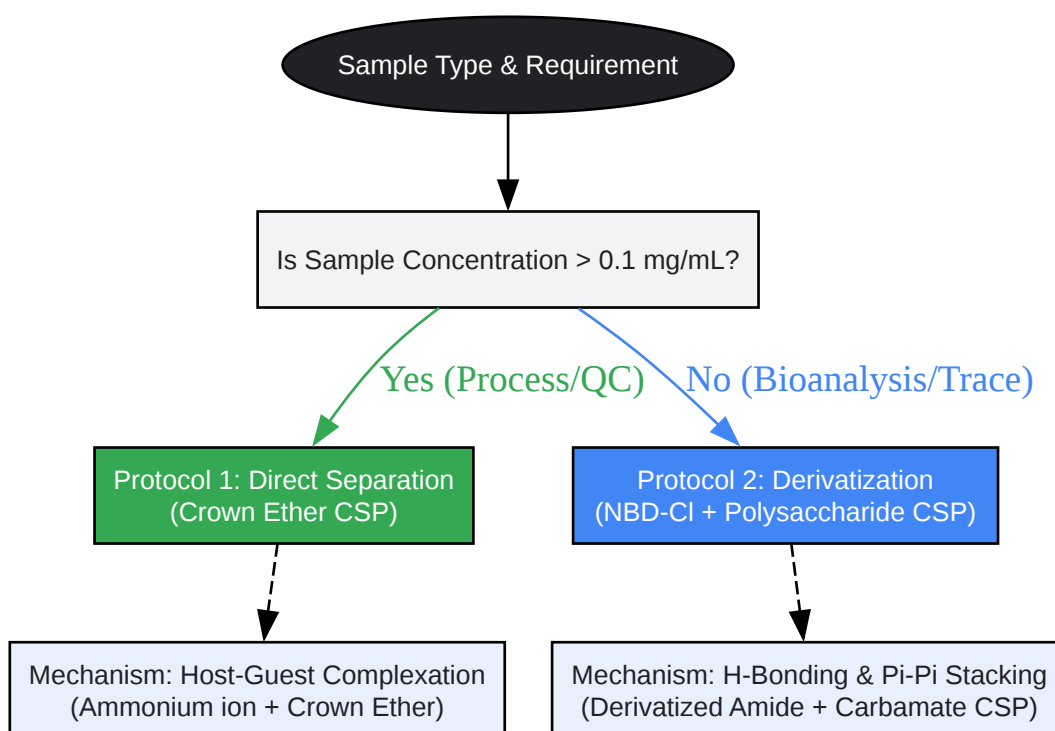 Sample Type & Requirement
Is Sample Concentration > 0.1 mg/mL?
Yes (Process/QC)
No (Bioanalysis/Trace)
Protocol 1: Direct Separation
(Crown Ether CSP)
Protocol 2: Derivatization
(NBD-Cl + Polysaccharide CSP)
Mechanism: Host-Guest Complexation
(Ammonium ion + Crown Ether)
Mechanism: H-Bonding & Pi-Pi Stacking
(Derivatized Amide + Carbamate CSP)